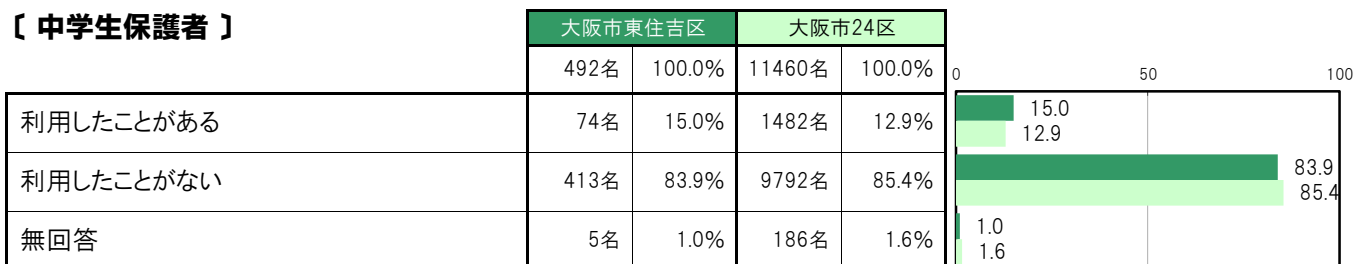 〔 中学生保護者 〕
大阪市東住吉区 大阪市24区
492名 100.0% 11460名 100.0%
0 50 100
利用したことがある 74名 15.0% 1482名 12.9%
15.0
12.9
利用したことがない 413名 83.9% 9792名 85.4%
83.9
85.4
無回答 5名 1.0% 186名 1.6%
1.0
1.6